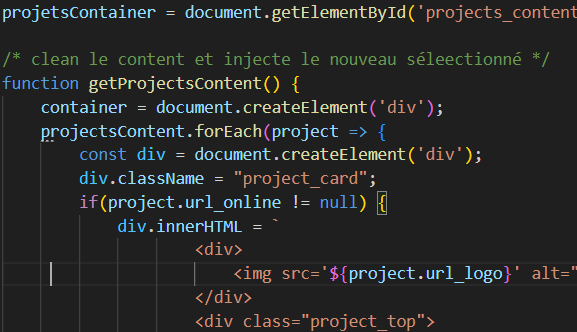 projetsContainer = document.getElementById('projects_content
/* clean le content et injecte le nouveau séleectionné */
function getProjectsContent() {
container = document.createElement('div');
projectsContent.forEach(project => {
const div = document.createElement('div');
div.className = "project_card";
if(project.url_online != null) {
div.innerHTML = `
<div>
<img src='${project.url_logo}' alt="
</div>
<div class="project_top">